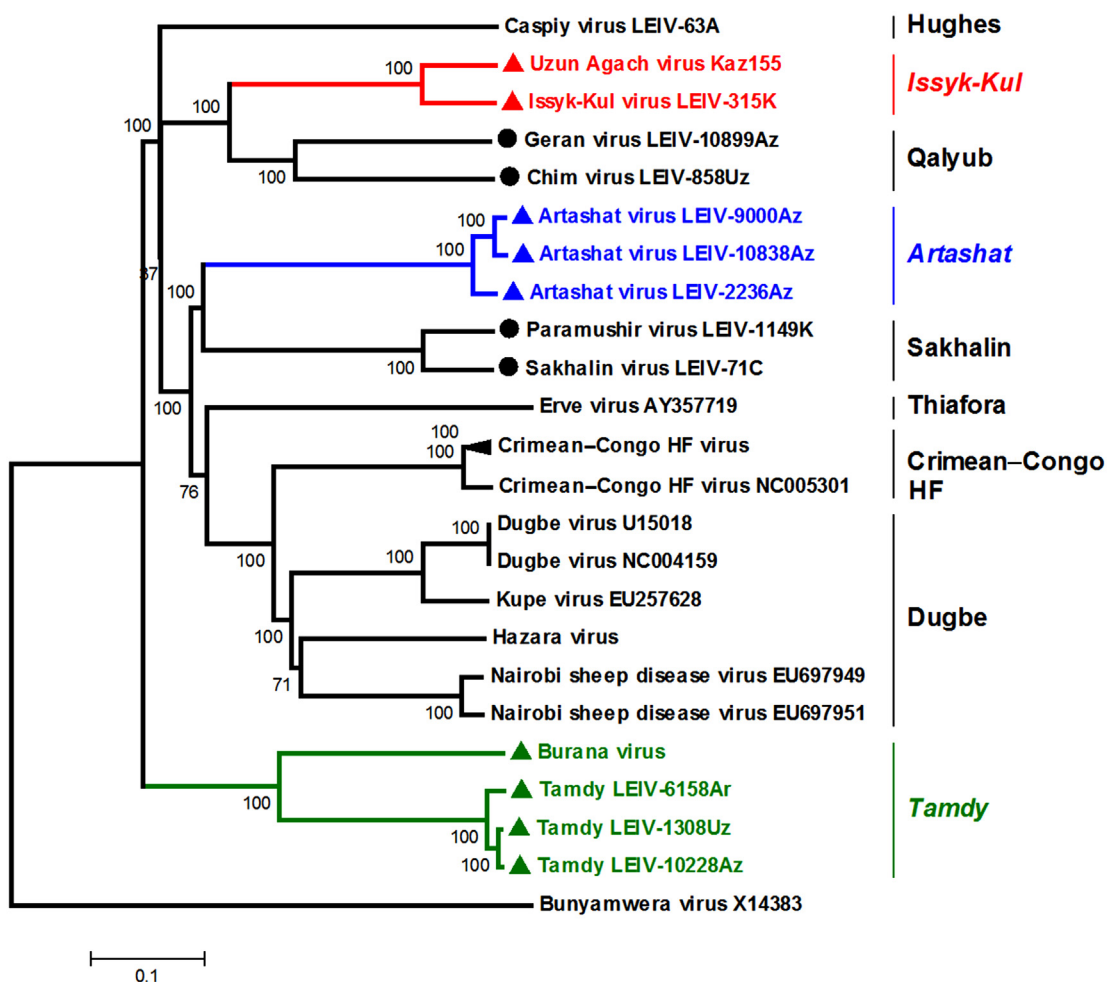 Caspiy virus LEIV-63A
Hughes
100
Uzun Agach virus Kaz155
Issyk-Kul virus LEIV-315K
Issyk-Kul
100
100
Geran virus LEIV-10899Az
Chim virus LEIV-858Uz
Qalyub
100
100
Artashat virus LEIV-9000Az
Artashat virus LEIV-10838Az
Artashat virus LEIV-2236Az
Artashat
100
100
37
100
Paramushir virus LEIV-1149K
Sakhalin virus LEIV-71C
Sakhalin
100
100
Erve virus AY357719
Thiafora
76
100
100
Crimean–Congo HF virus
Crimean–Congo HF virus NC005301
Crimean–Congo
HF
100
100
Dugbe virus U15018
Dugbe virus NC004159
100
Kupe virus EU257628
Dugbe
100
Hazara virus
71
Nairobi sheep disease virus EU697949
Nairobi sheep disease virus EU697951
100
Burana virus
100
Tamdy LEIV-6158Ar
Tamdy LEIV-1308Uz
Tamdy LEIV-10228Az
Tamdy
100
100
Bunyamwera virus X14383
0.1